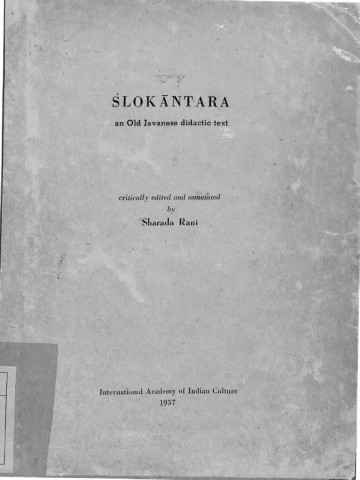 ŚLOKĀNTARA
an Old Javanese didactic text
critically edited and annotated
by
Sharada Rani
International Academy of Indian Culture
1957